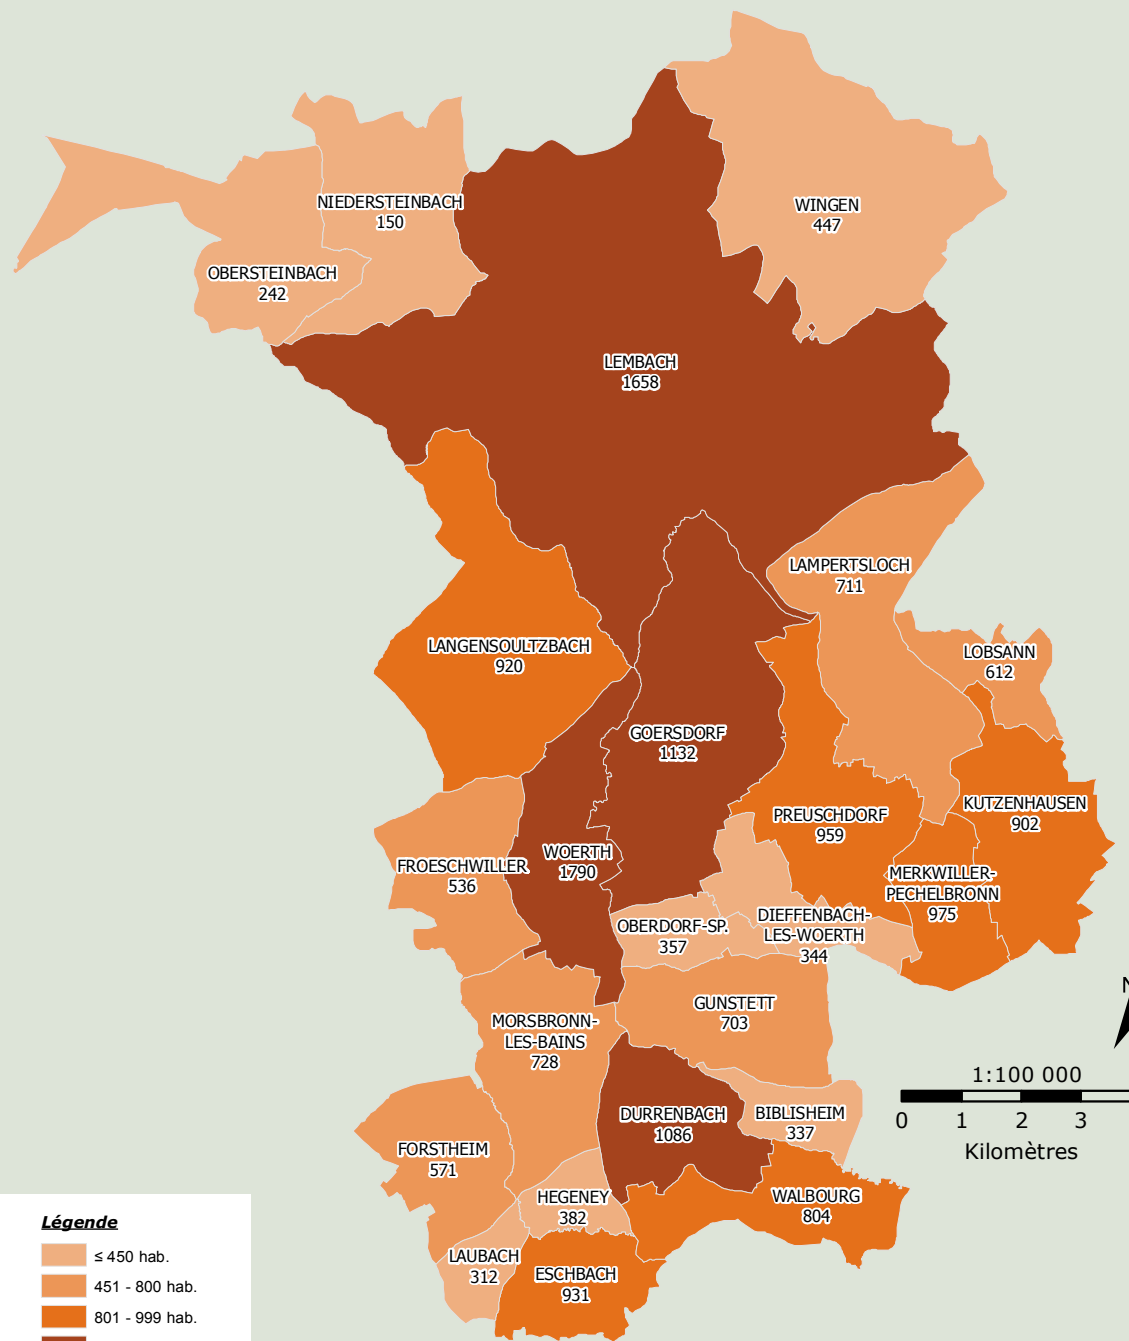 NIEDERSTEINBACH
150
WINGEN
447
OBERSTEINBACH
242
LEMBACH
1658
LAMPERTSLOCH
711
LANGENSOULTZBACH
920
LOBSANN
612
GOERSDORF
1132
KUTZENHAUSEN
902
PREUSCHDORF
959
WOERTH
1790
FROESCHWILLER
536
MERKWILLER-
PECHELBRONN
975
DIEFFENBACH-
LES-WOERTH
344
OBERDORF-SP.
357
GUNSTETT
703
MORSBRONN-
LES-BAINS
728
DURRENBACH
1086
BIBLISHEIM
337
FORSTHEIM
571
HEGENEY
382
WALBOURG
804
LAUBACH
312
ESCHBACH
931
N
1:100 000
0 1 2 3
Kilomètres
Légende
≤ 450 hab.
451 - 800 hab.
801 - 999 hab.